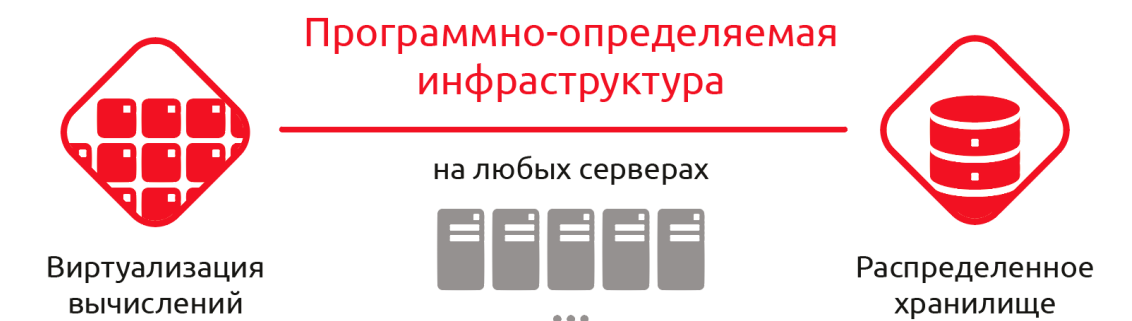 Программно-определяемая
инфраструктура
на любых серверах
Виртуализация
вычислений
Распределенное
хранилище